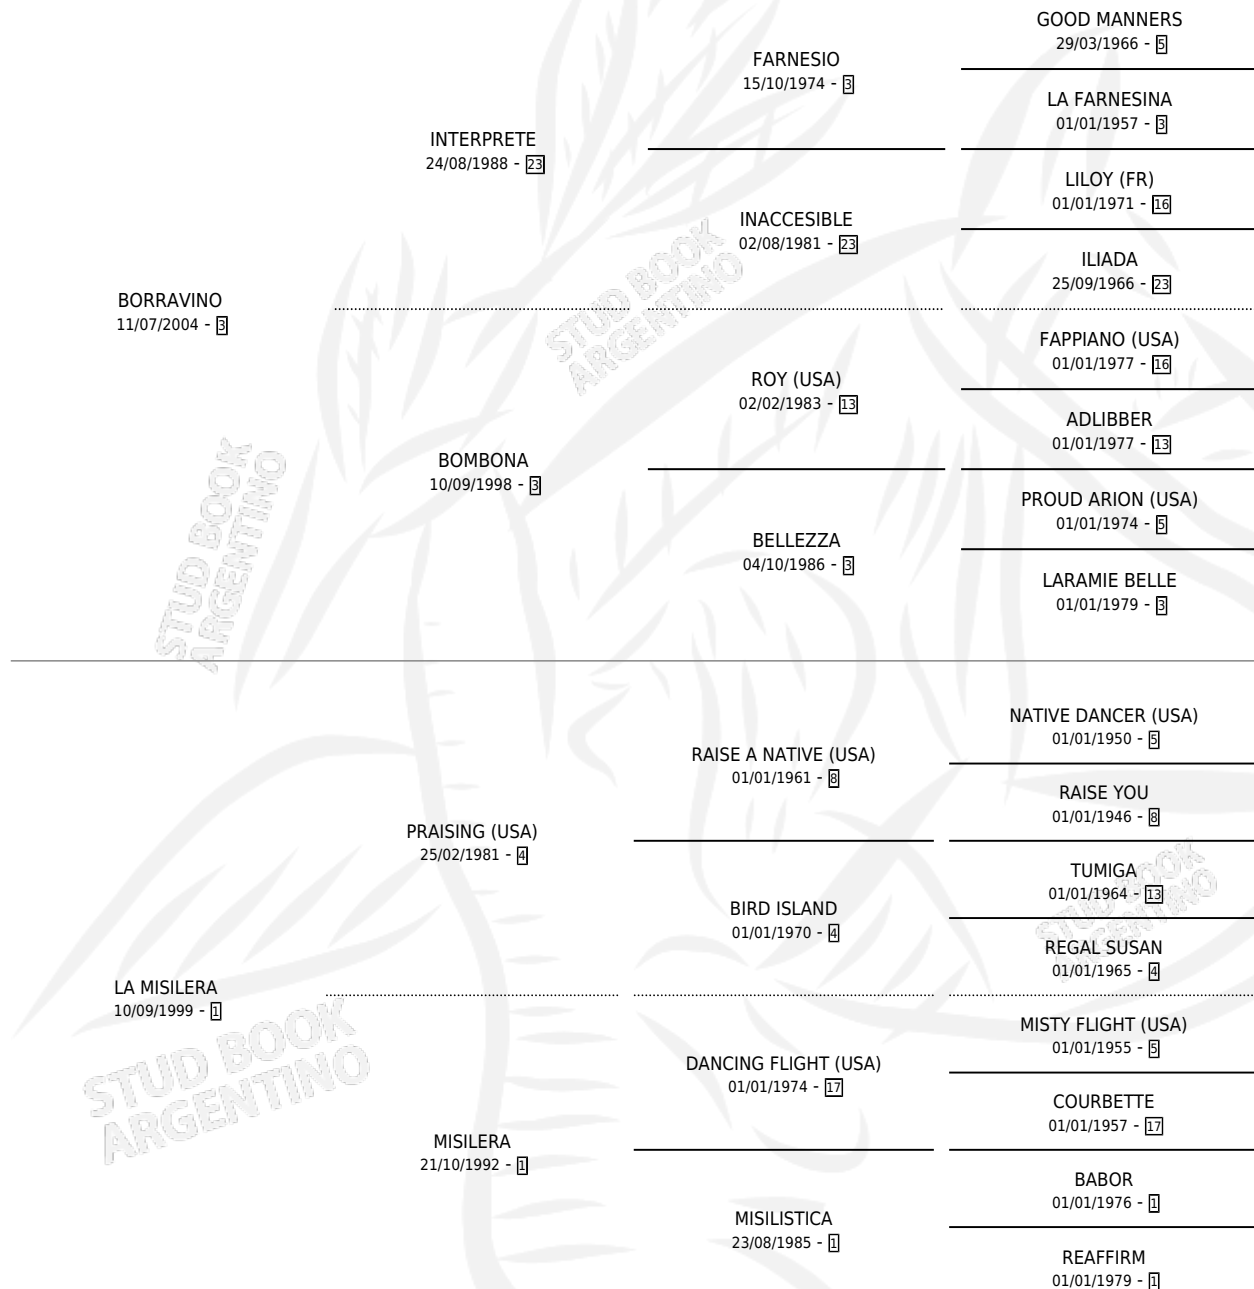 GOOD MANNERS
29/03/1966 - 5
FARNESIO
15/10/1974 - 3
LA FARNESINA
01/01/1957 - 3
INTERPRETE
24/08/1988 - 23
LILOY (FR)
01/01/1971 - 16
INACCESIBLE
02/08/1981 - 23
ILIADA
25/09/1966 - 23
BORRAVINO
11/07/2004 - 3
FAPPIANO (USA)
01/01/1977 - 16
ROY (USA)
02/02/1983 - 13
ADLIBBER
01/01/1977 - 13
BOMBONA
10/09/1998 - 3
PROUD ARION (USA)
01/01/1974 - 5
BELLEZZA
04/10/1986 - 3
LARAMIE BELLE
01/01/1979 - 3
NATIVE DANCER (USA)
01/01/1950 - 5
RAISE A NATIVE (USA)
01/01/1961 - 8
RAISE YOU
01/01/1946 - 8
PRAISING (USA)
25/02/1981 - 4
TUMIGA
01/01/1964 - 13
BIRD ISLAND
01/01/1970 - 4
REGAL SUSAN
01/01/1965 - 4
LA MISILERA
10/09/1999 - 1
MISTY FLIGHT (USA)
01/01/1955 - 5
DANCING FLIGHT (USA)
01/01/1974 - 17
COURBETTE
01/01/1957 - 17
MISILERA
21/10/1992 - 1
BABOR
01/01/1976 - 1
MISILISTICA
23/08/1985 - 1
REAFFIRM
01/01/1979 - 1
STUD BOOK
ARGENTINO
STUD BOOK
ARGENTINO
STUD BOOK
ARGENTINO
STUD BOOK
ARGENTINO